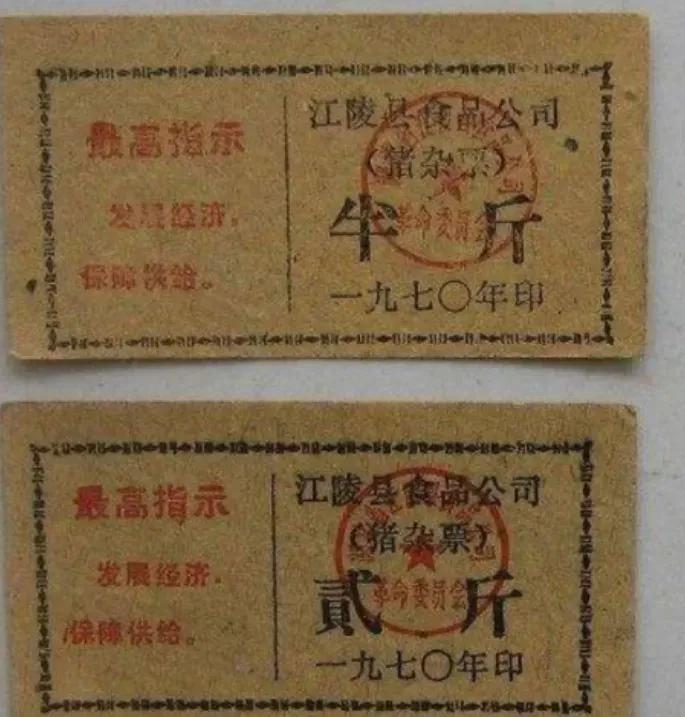 最高指示
发展经济,
保障供给。
江陵县食品公司
(猪杂票)
半斤
一九七〇年印
革命委员会
最高指示
发展经济,
保障供给。
江陵县食品公司
(猪杂票)
貳斤
一九七〇年印
革命委员会